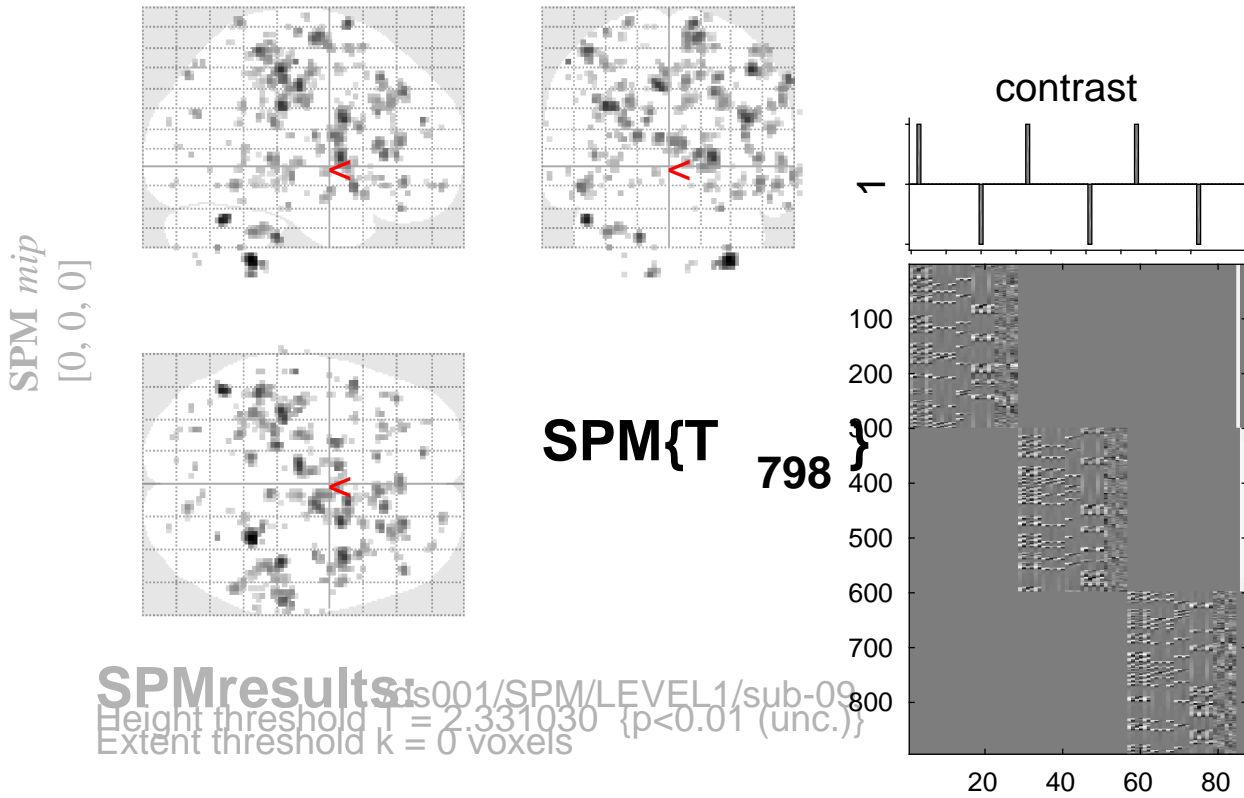 SPM mip
[0, 0, 0]
<
<
<
SPM{T798}
contrast
1
100
200
300
400
500
600
700
800
20 40 60 80
SPMresults: /ds001/SPM/LEVEL1/sub-09
Height threshold T = 2.331030 {p<0.01 (unc.)}
Extent threshold k = 0 voxels